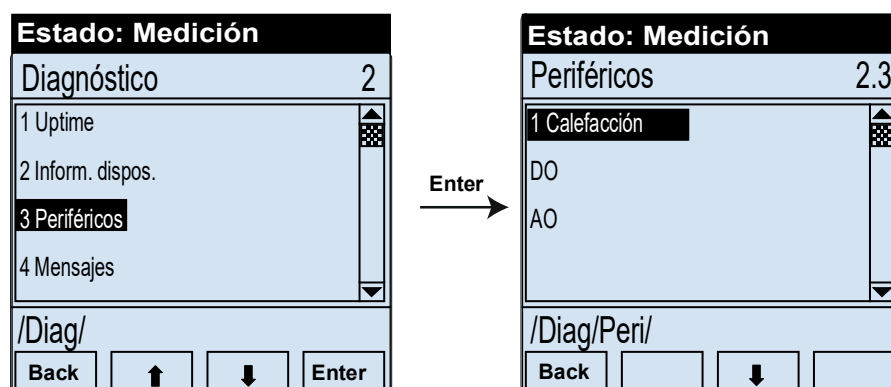 Estado: Medición
Diagnóstico 2
1 Uptime
2 Inform. dispos.
3 Periféricos
4 Mensajes
/Diag/
Back Enter
Enter
Estado: Medición
Periféricos 2.3
1 Calefacción
DO
AO
/Diag/Peri/
Back